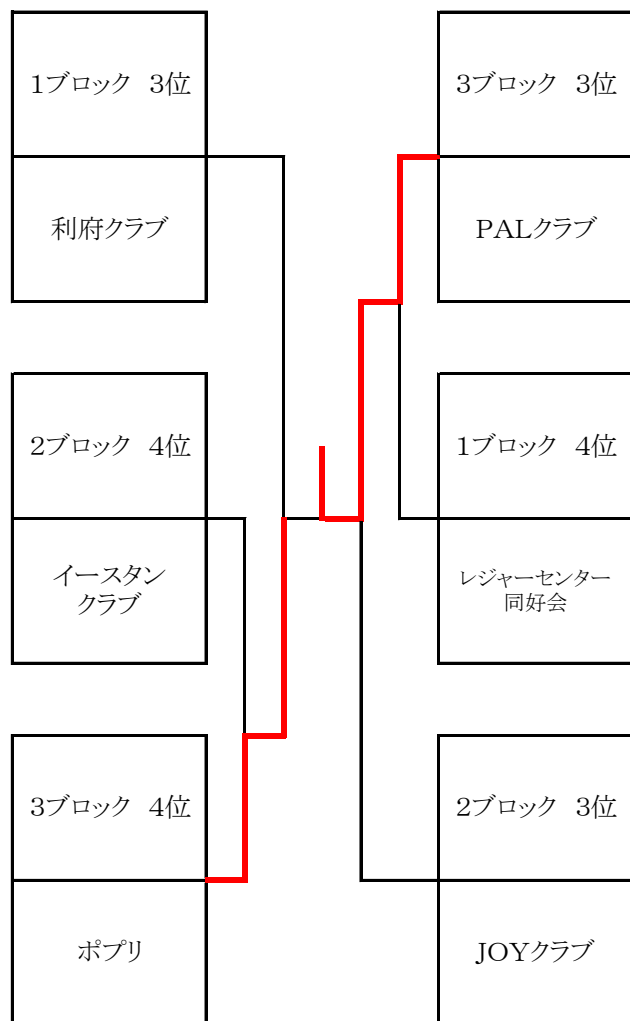 1ブロック　3位
利府クラブ
2ブロック　4位
イースタン
クラブ
3ブロック　4位
ポプリ
3ブロック　3位
PALクラブ
1ブロック　4位
レジャーセンター
同好会
2ブロック　3位
JOYクラブ